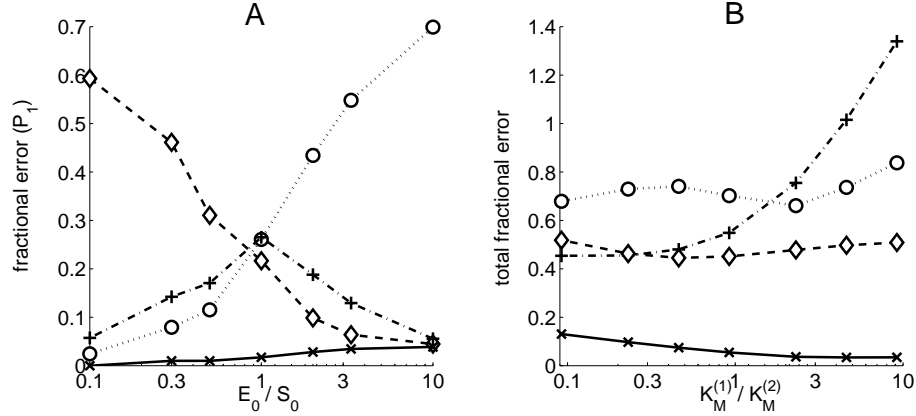 A
fractional error (P₁)
0.7
0.6
0.5
0.4
0.3
0.2
0.1
0
0.1 0.3 1 3 10
E₀/ S₀
B
total fractional error
1.4
1.2
1
0.8
0.6
0.4
0.2
0
0.1 0.3 1 3 10
K_M^(1)/ K_M^(2)